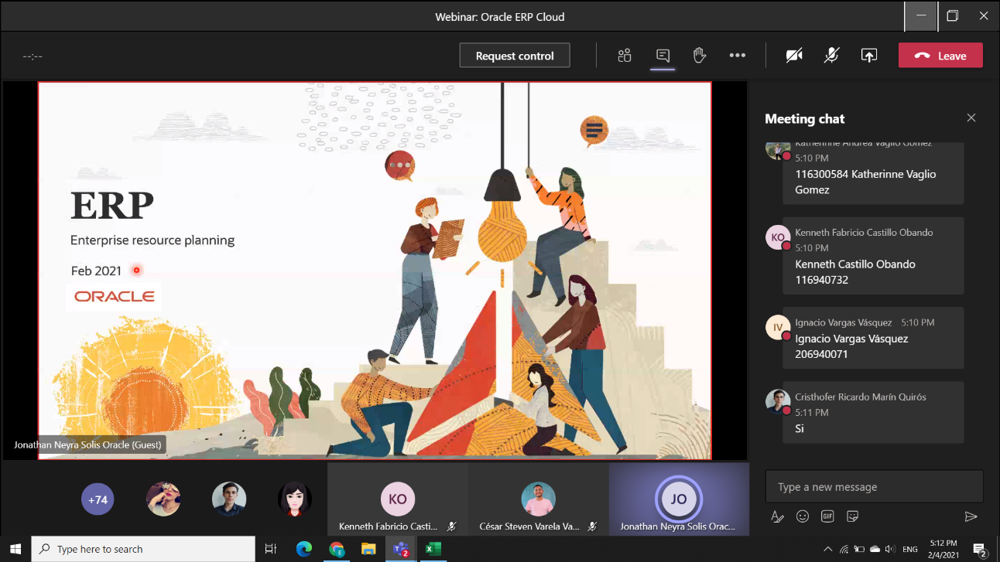 Webinar: Oracle ERP Cloud
--:--
Request control
Leave
ERP
Enterprise resource planning
Feb 2021
ORACLE
Jonathan Neyra Solis Oracle (Guest)
Meeting chat
Katherinne Andrea Vaglio Gomez
5:10 PM
116300584 Katherinne Vaglio
Gomez
KO
Kenneth Fabricio Castillo Obando
5:10 PM
Kenneth Castillo Obando
116940732
IV
Ignacio Vargas Vásquez 5:10 PM
Ignacio Vargas Vásquez
206940071
Cristhofer Ricardo Marín Quirós
5:11 PM
Si
Type a new message
GIF
+74
KO
Kenneth Fabricio Casti...
César Steven Varela Va...
JO
Jonathan Neyra Solis Orac...
Type here to search
2
ENG
5:12 PM
2/4/2021
2